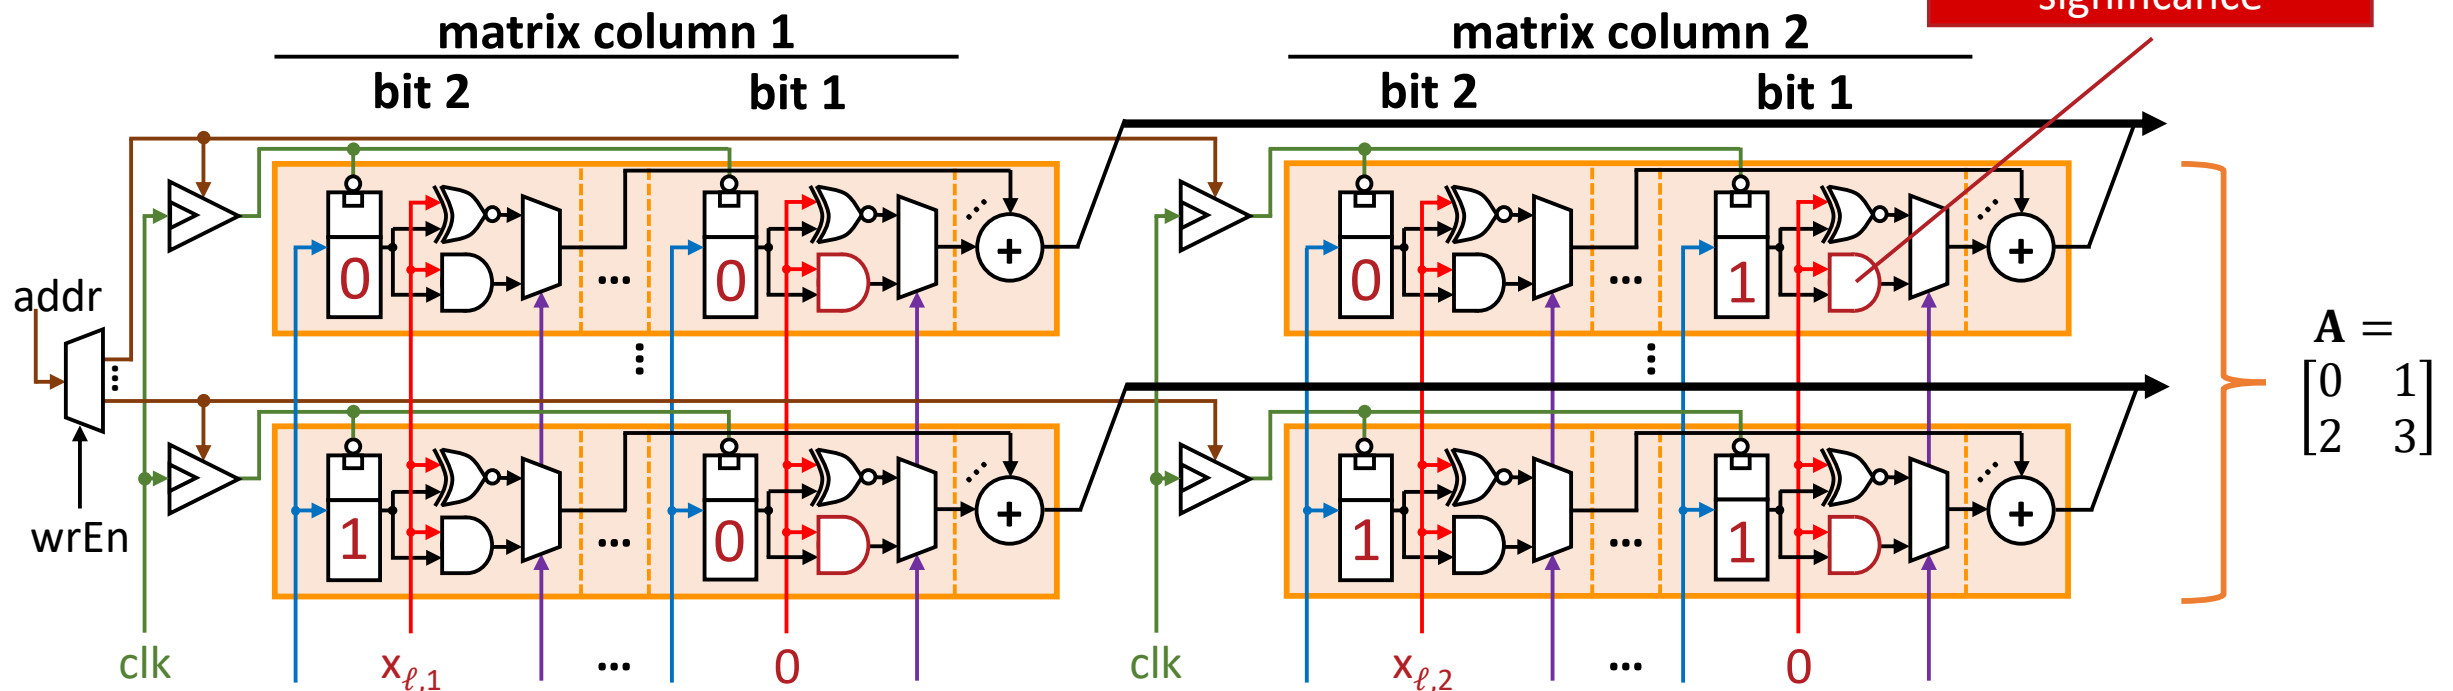 significance
matrix column 1
matrix column 2
bit 2
bit 1
bit 2
bit 1
0
0
0
1
+
+
addr
A =
[0 1]
[2 3]
1
0
1
1
+
+
wrEn
clk
xℓ,1
...
0
clk
xℓ,2
...
0